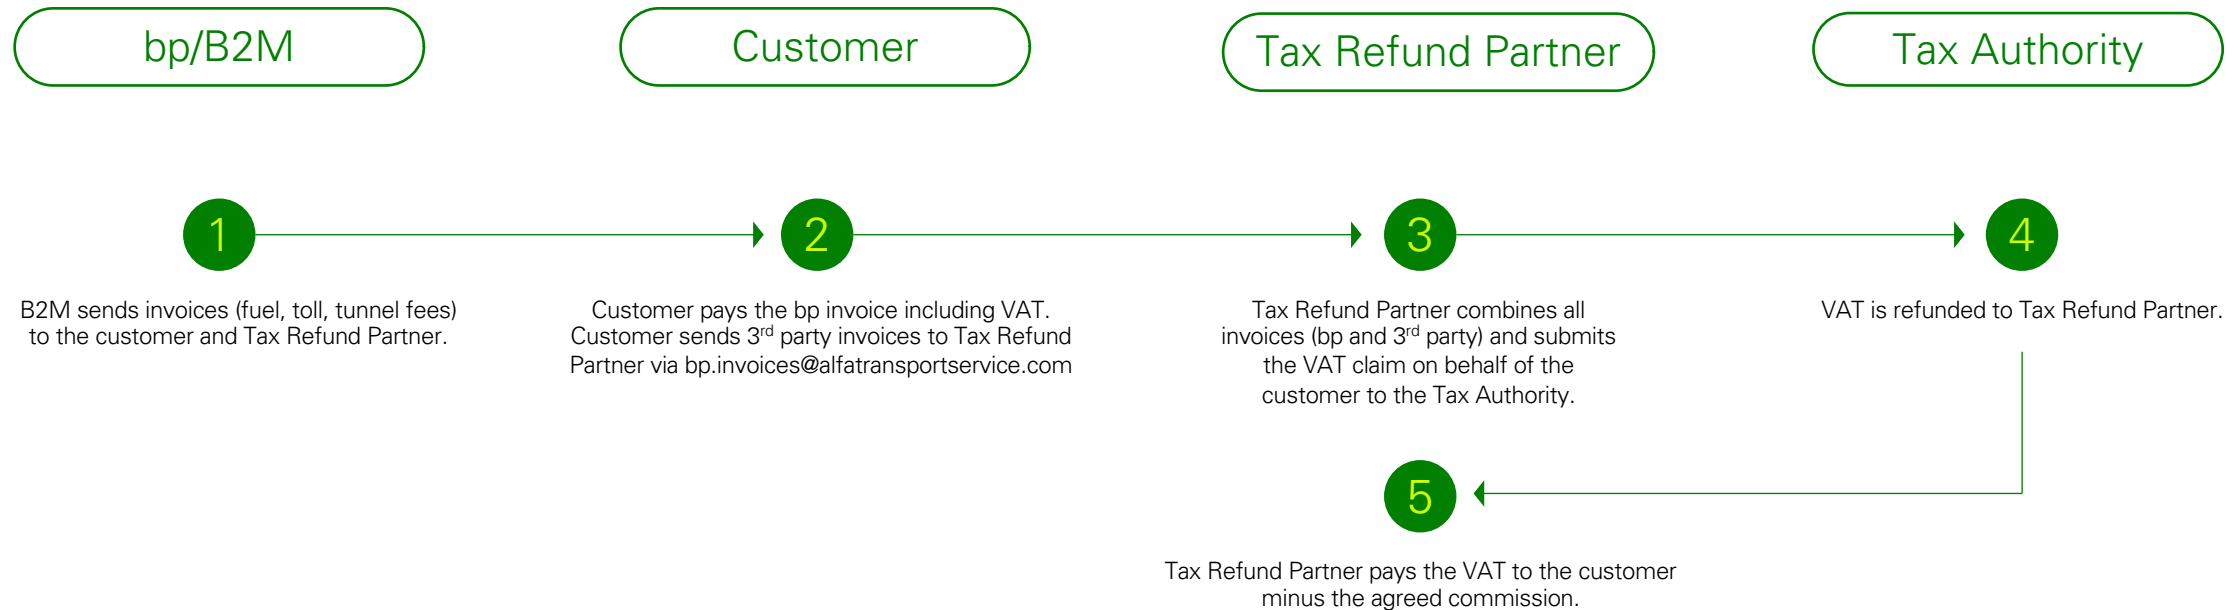 bp/B2M
Customer
Tax Refund Partner
Tax Authority
1
2
3
4
B2M sends invoices (fuel, toll, tunnel fees)
to the customer and Tax Refund Partner.
Customer pays the bp invoice including VAT.
Customer sends 3rd party invoices to Tax Refund
Partner via bp.invoices@alfatransportservice.com
Tax Refund Partner combines all
invoices (bp and 3rd party) and submits
the VAT claim on behalf of the
customer to the Tax Authority.
VAT is refunded to Tax Refund Partner.
5
Tax Refund Partner pays the VAT to the customer
minus the agreed commission.